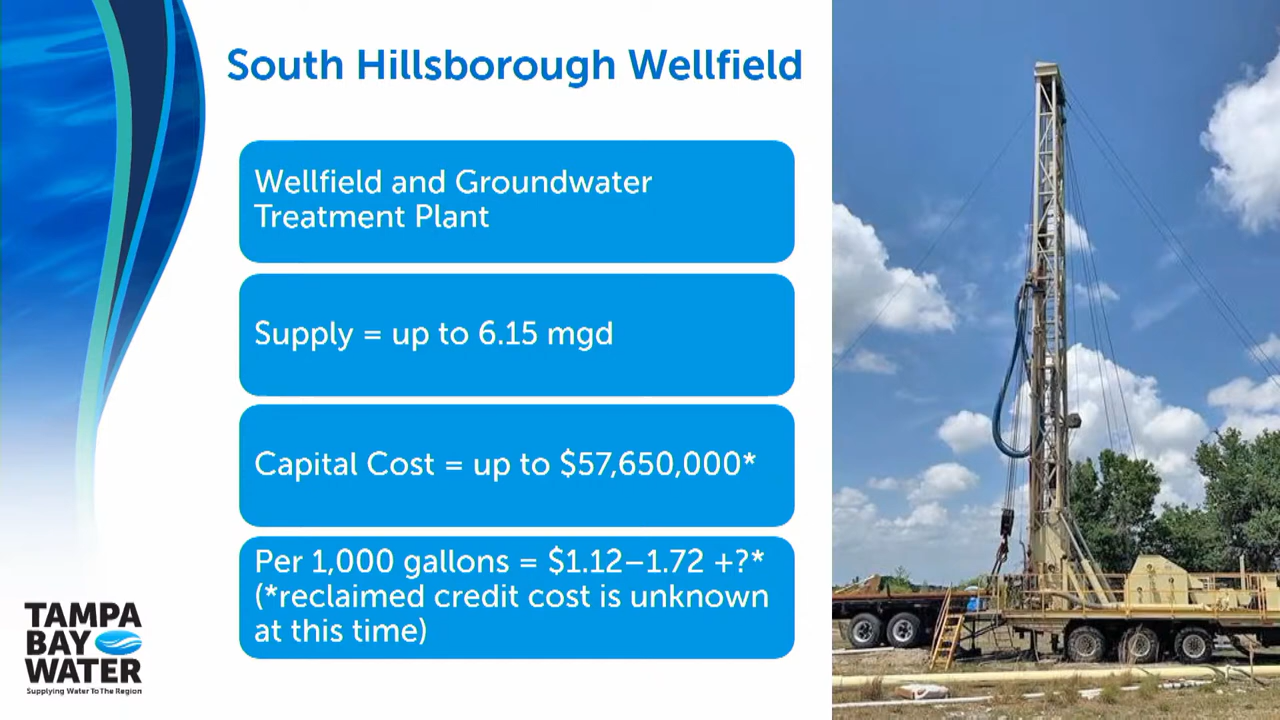 South Hillsborough Wellfield
Wellfield and Groundwater
Treatment Plant
Supply = up to 6.15 mgd
Capital Cost = up to $57,650,000*
Per 1,000 gallons = $1.12–1.72 +?*
(*reclaimed credit cost is unknown
at this time)
TAMPA
BAY
WATER
Supplying Water To The Region